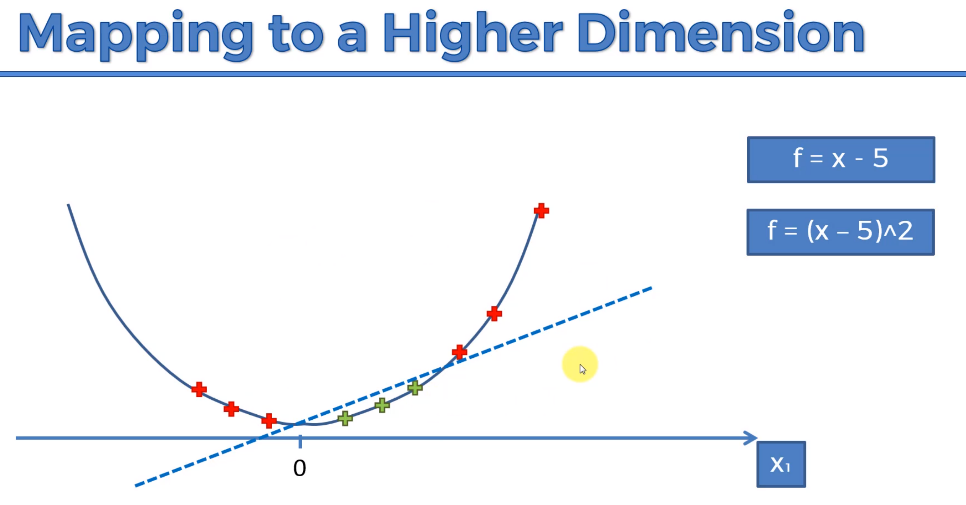 Mapping to a Higher Dimension
f = x - 5
f = (x – 5)^2
0
x₁